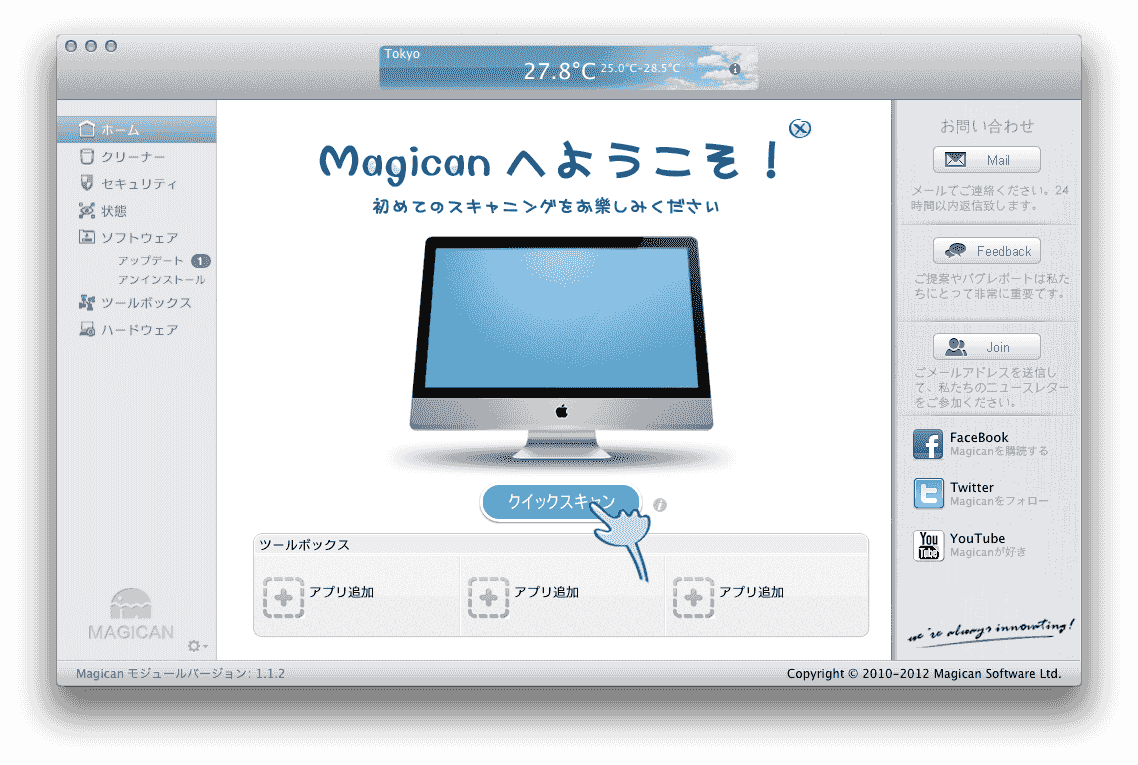 Tokyo
27.8°C 25.0°C~28.5°C
ホーム
クリーナー
セキュリティ
状態
ソフトウェア
アップデート 1
アンインストール
ツールボックス
ハードウェア
MAGICAN
Magican へようこそ！
初めてのスキャニングをお楽しみください
クイックスキャン
ツールボックス
アプリ追加
アプリ追加
アプリ追加
お問い合わせ
Mail
メールでご連絡ください。24
時間以内返信致します。
Feedback
ご提案やバグレポートは私た
ちにとって非常に重要です。
Join
ごメールアドレスを送信し
て、私たちのニュースレター
をご参加ください。
FaceBook
Magicanを購読する
Twitter
Magicanをフォロー
You
Tube
YouTube
Magicanが好き
we're always innovating!
Magican モジュールバージョン: 1.1.2
Copyright © 2010-2012 Magican Software Ltd.